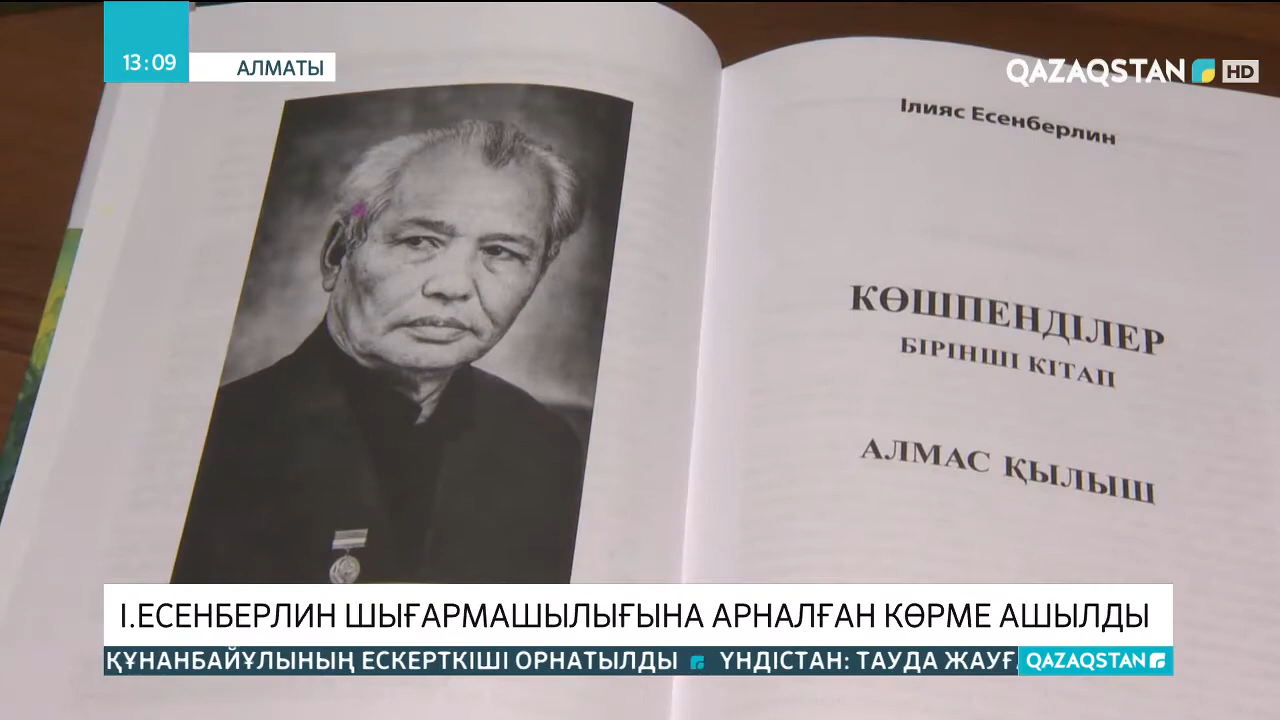 13:09
АЛМАТЫ
QAZAQSTAN HD
Ілияс Есенберлин
КӨШПЕНДІЛЕР
БІРІНШІ КІТАП
АЛМАС ҚЫЛЫШ
І.ЕСЕНБЕРЛИН ШЫҒАРМАШЫЛЫҒЫНА АРНАЛҒАН КӨРМЕ АШЫЛДЫ
ҚҰНАНБАЙҰЛЫНЫҢ ЕСКЕРТКІШІ ОРНАТЫЛДЫ ҮНДІСТАН: ТАУДА ЖАУҒА QAZAQSTAN